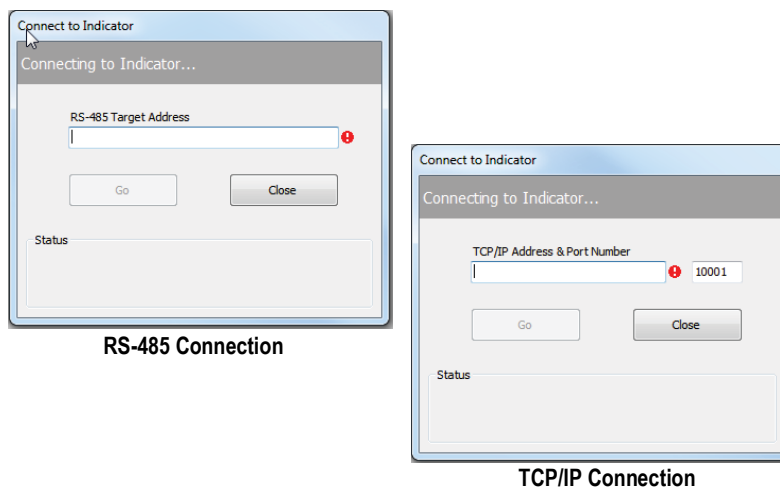 Connect to Indicator
Connecting to Indicator...
RS-485 Target Address
Go
Close
Status
RS-485 Connection
Connect to Indicator
Connecting to Indicator...
TCP/IP Address & Port Number
10001
Go
Close
Status
TCP/IP Connection